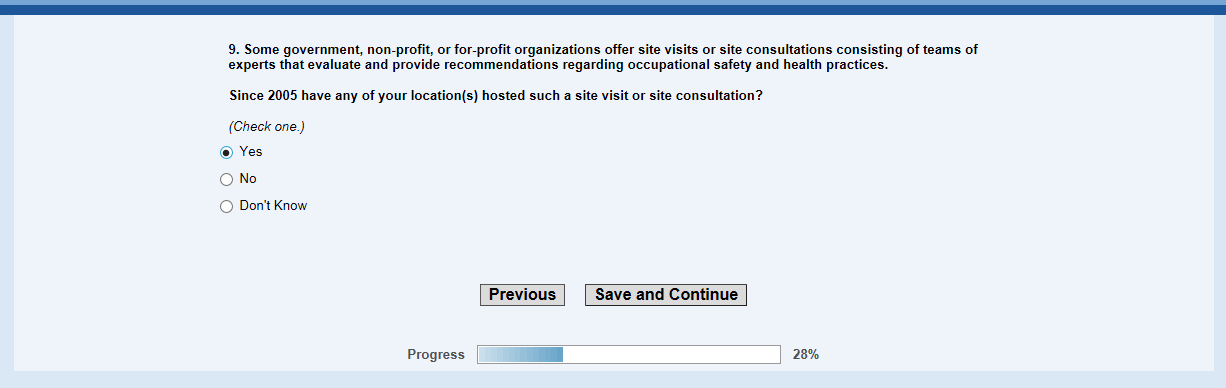 9. Some government, non-profit, or for-profit organizations offer site visits or site consultations consisting of teams of
experts that evaluate and provide recommendations regarding occupational safety and health practices.
Since 2005 have any of your location(s) hosted such a site visit or site consultation?
(Check one.)
Yes
No
Don't Know
Previous Save and Continue
Progress 28%